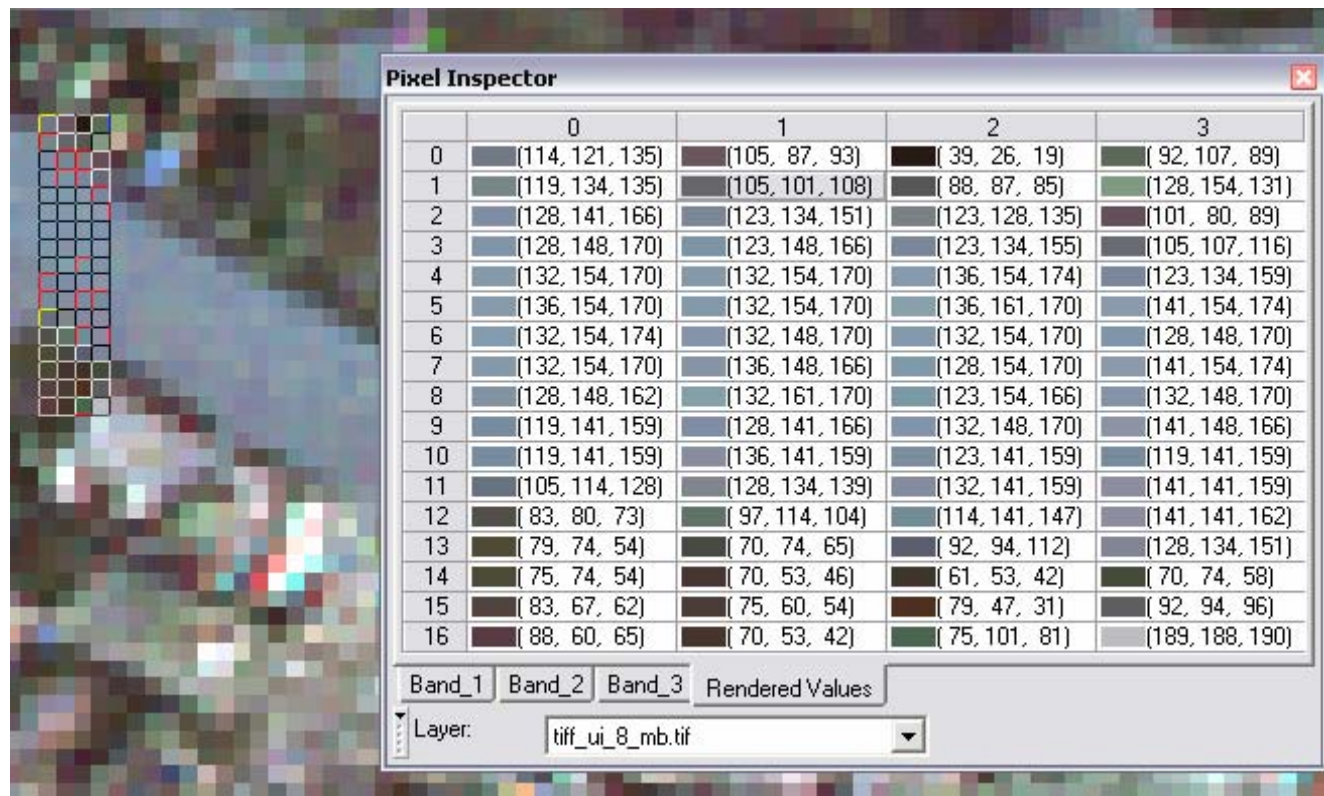 Pixel Inspector
0 1 2 3
0 (114, 121, 135) (105, 87, 93) ( 39, 26, 19) ( 92, 107, 89)
1 (119, 134, 135) (105, 101, 108) ( 88, 87, 85) (128, 154, 131)
2 (128, 141, 166) (123, 134, 151) (123, 128, 135) (101, 80, 89)
3 (128, 148, 170) (123, 148, 166) (123, 134, 155) (105, 107, 116)
4 (132, 154, 170) (132, 154, 170) (136, 154, 174) (123, 134, 159)
5 (136, 154, 170) (132, 154, 170) (136, 161, 170) (141, 154, 174)
6 (132, 154, 174) (132, 148, 170) (132, 154, 170) (128, 148, 170)
7 (132, 154, 170) (136, 148, 166) (128, 154, 170) (141, 154, 174)
8 (128, 148, 162) (132, 161, 170) (123, 154, 166) (132, 148, 170)
9 (119, 141, 159) (128, 141, 166) (132, 148, 170) (141, 148, 166)
10 (119, 141, 159) (136, 141, 159) (123, 141, 159) (119, 141, 159)
11 (105, 114, 128) (128, 134, 139) (132, 141, 159) (141, 141, 159)
12 ( 83, 80, 73) ( 97, 114, 104) (114, 141, 147) (141, 141, 162)
13 ( 79, 74, 54) ( 70, 74, 65) ( 92, 94, 112) (128, 134, 151)
14 ( 75, 74, 54) ( 70, 53, 46) ( 61, 53, 42) ( 70, 74, 58)
15 ( 83, 67, 62) ( 75, 60, 54) ( 79, 47, 31) ( 92, 94, 96)
16 ( 88, 60, 65) ( 70, 53, 42) ( 75, 101, 81) (189, 188, 190)
Band_1 Band_2 Band_3 Rendered Values
Layer: tiff_ui_8_mb.tif